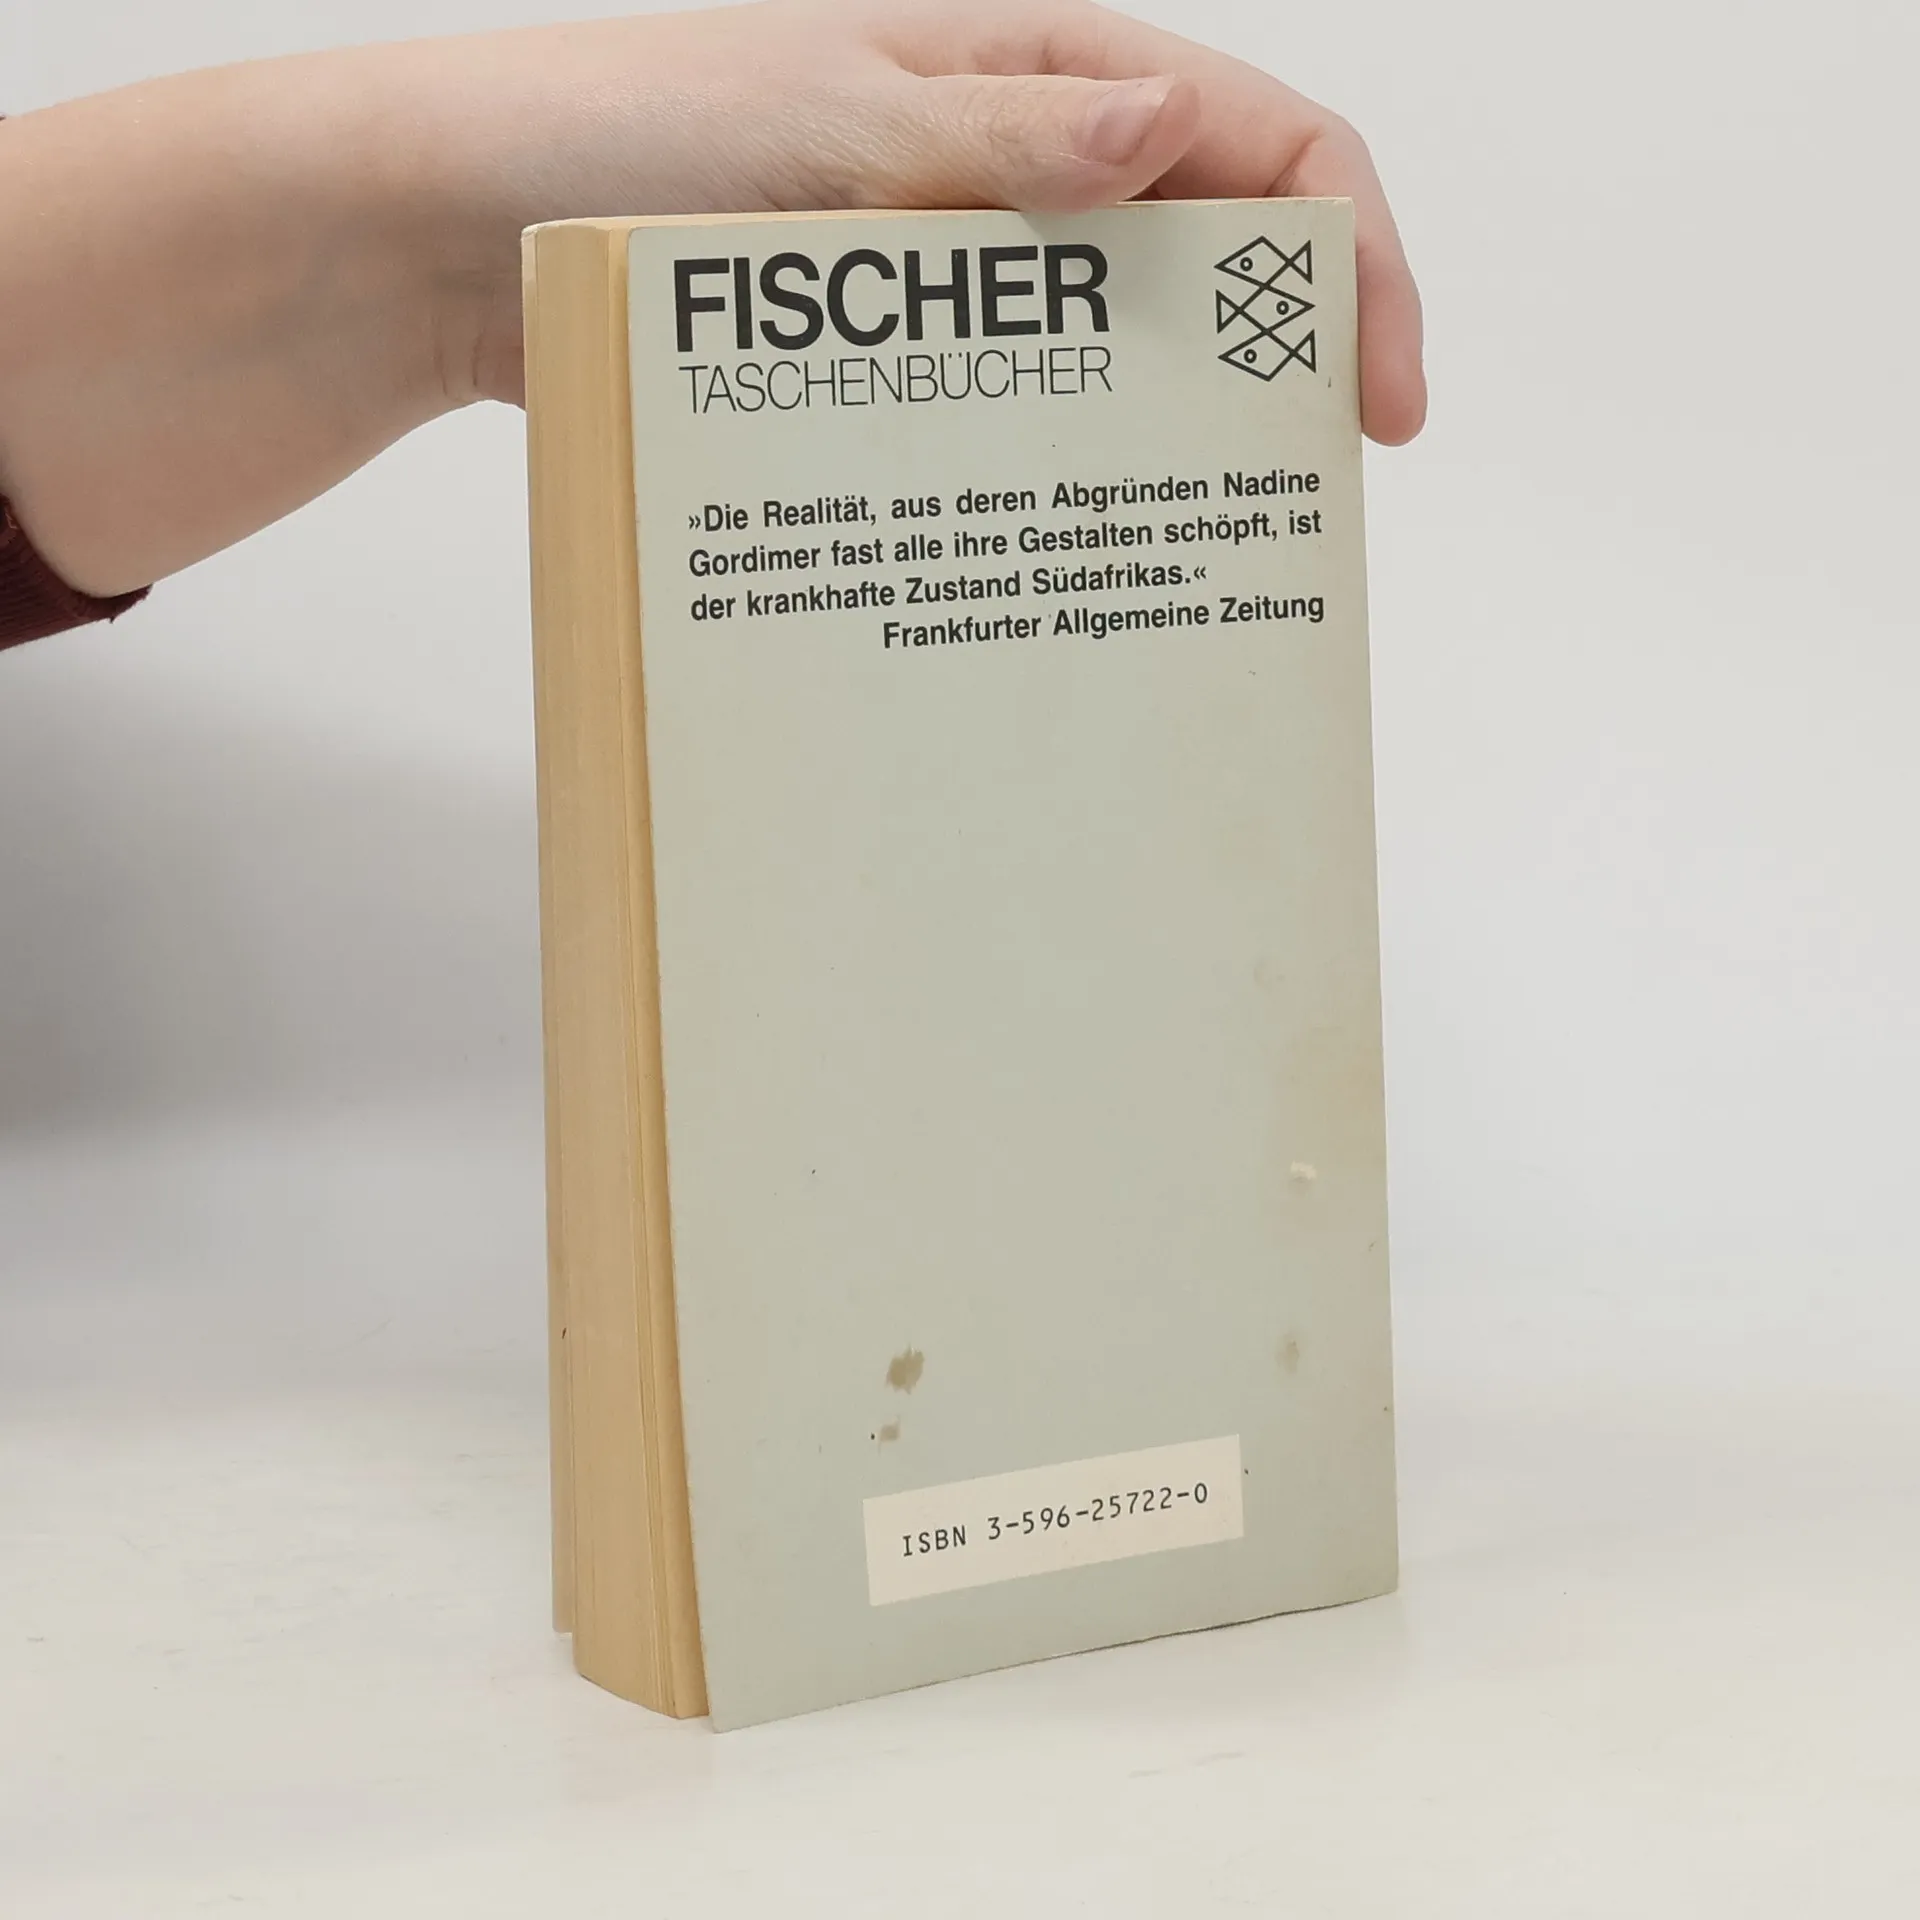 FISCHER
TASCHENBÜCHER
»Die Realität, aus deren Abgründen Nadine
Gordimer fast alle ihre Gestalten schöpft, ist
der krankhafte Zustand Südafrikas.«
Frankfurter Allgemeine Zeitung
ISBN 3-596-25722-0